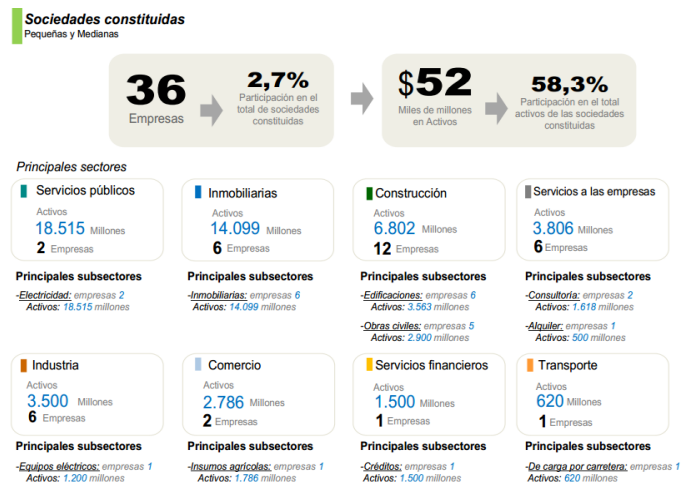 Sociedades constituidas
Pequeñas y Medianas
36
Empresas
2,7%
Participación en el
total de sociedades
constituidas
$52
Miles de millones
en Activos
58,3%
Participación en el total
activos de las sociedades
constituidas
Principales sectores
Servicios públicos
Activos
18.515 Millones
2 Empresas
Principales subsectores
-Electricidad: empresas 2
Activos: 18.515 millones
Inmobiliarias
Activos
14.099 Millones
6 Empresas
Principales subsectores
-Inmobiliarias: empresas 6
Activos: 14.099 millones
Construcción
Activos
6.802 Millones
12 Empresas
Principales subsectores
-Edificaciones: empresas 6
Activos: 3.563 millones
-Obras civiles: empresas 5
Activos: 2.900 millones
Servicios a las empresas
Activos
3.806 Millones
6 Empresas
Principales subsectores
-Consultoría: empresas 2
Activos: 1.618 millones
-Alquiler: empresas 1
Activos: 500 millones
Industria
Activos
3.500 Millones
6 Empresas
Principales subsectores
-Equipos eléctricos: empresas 1
Activos: 1.200 millones
Comercio
Activos
2.786 Millones
2 Empresas
Principales subsectores
-Insumos agrícolas: empresas 1
Activos: 1.786 millones
Servicios financieros
Activos
1.500 Millones
1 Empresas
Principales subsectores
-Créditos: empresas 1
Activos: 1.500 millones
Transporte
Activos
620 Millones
1 Empresas
Principales subsectores
-De carga por carretera: empresas 1
Activos: 620 millones